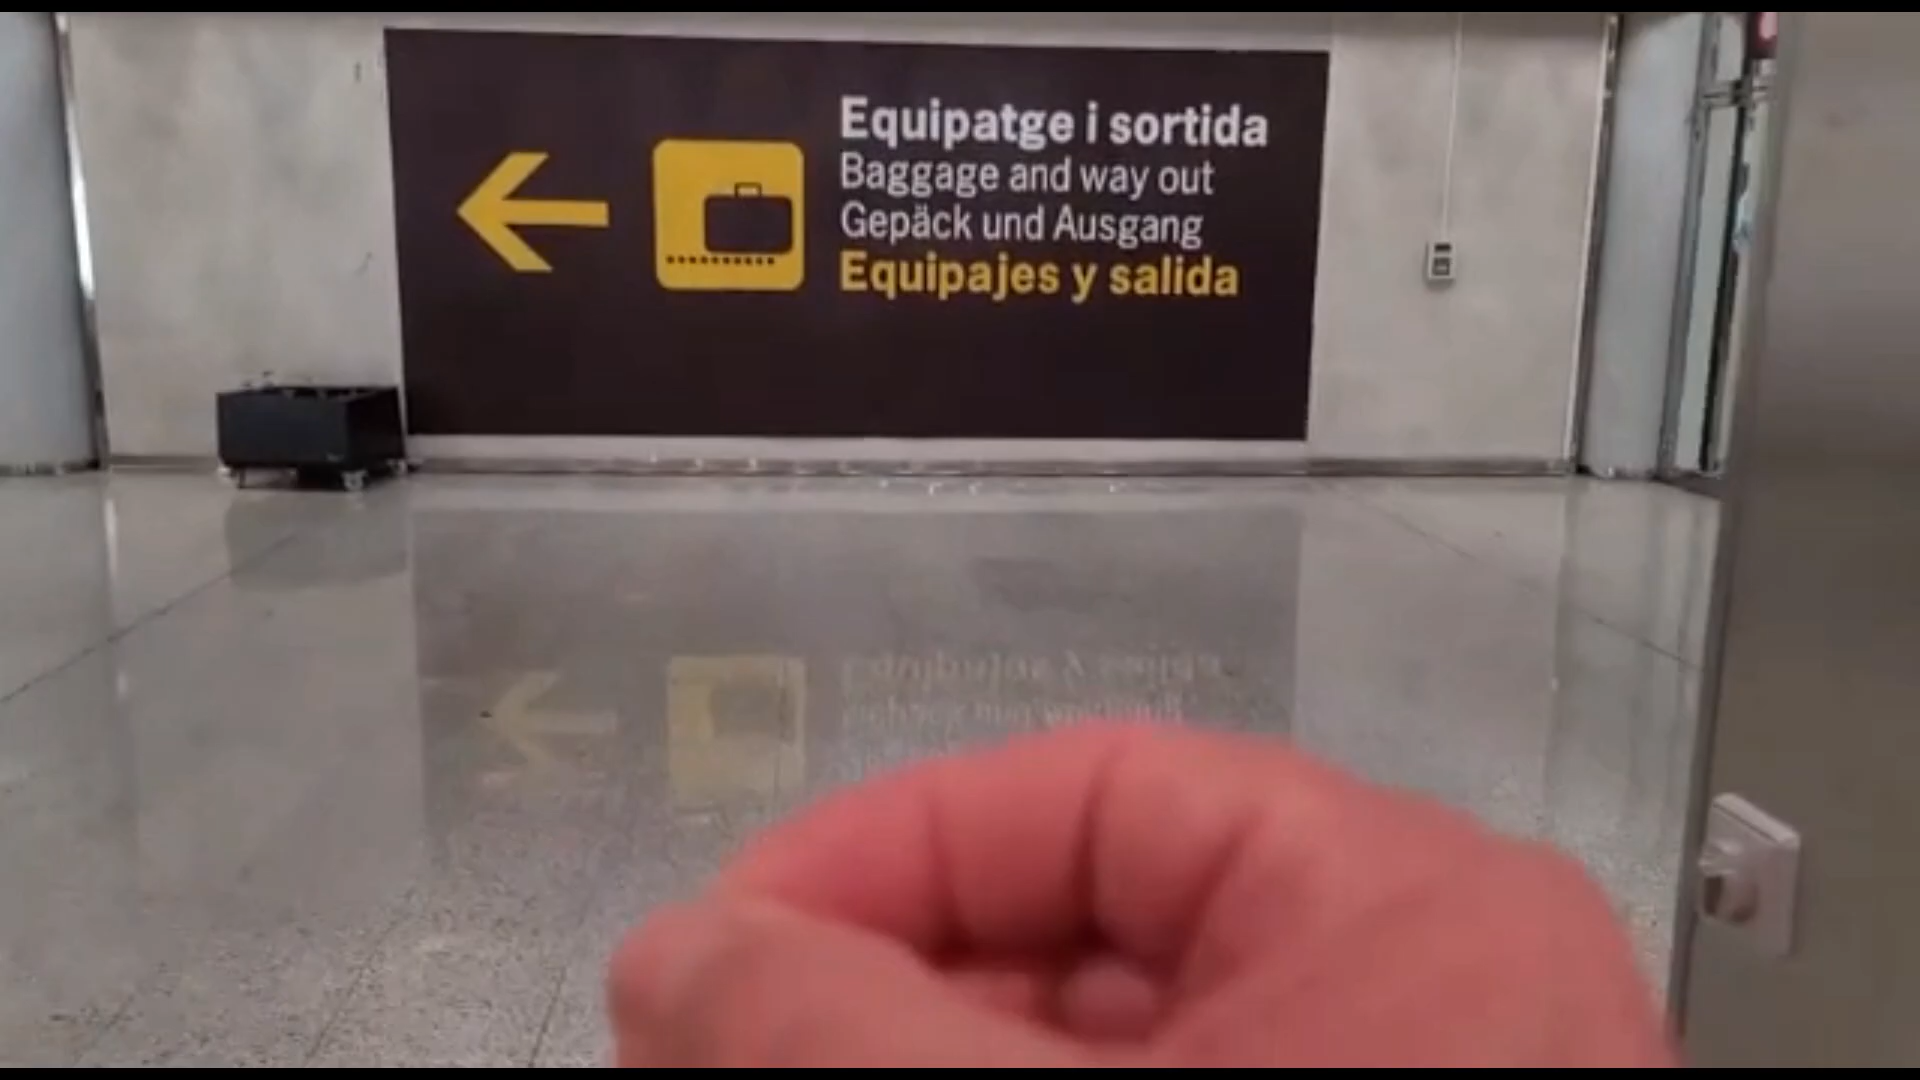 Equipatge i sortida
Baggage and way out
Gepäck und Ausgang
Equipajes y salida